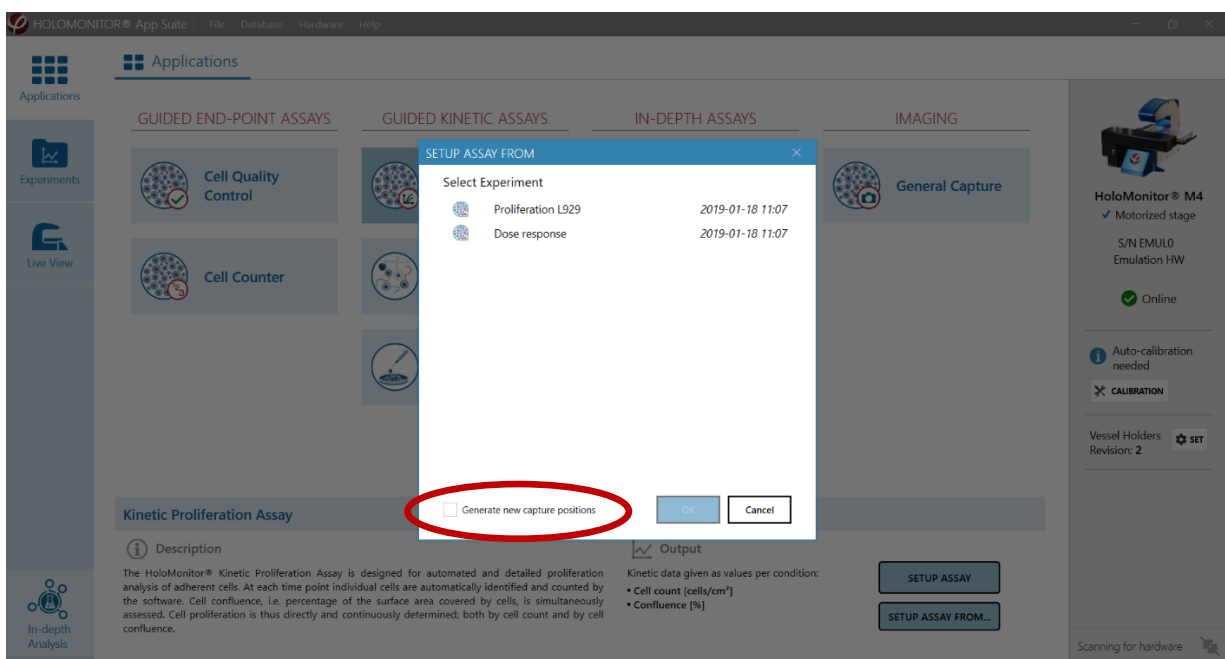 HOLOMONITOR® App Suite File Database Hardware Help
Applications
Applications
Experiments
Live View
In-depth
Analysis
GUIDED END-POINT ASSAYS
GUIDED KINETIC ASSAYS
IN-DEPTH ASSAYS
IMAGING
Cell Quality
Control
Cell Counter
General Capture
SETUP ASSAY FROM
Select Experiment
Proliferation L929 2019-01-18 11:07
Dose response 2019-01-18 11:07
Generate new capture positions
OK
Cancel
Kinetic Proliferation Assay
Description
The HoloMonitor® Kinetic Proliferation Assay is designed for automated and detailed proliferation
analysis of adherent cells. At each time point individual cells are automatically identified and counted by
the software. Cell confluence, i.e. percentage of the surface area covered by cells, is simultaneously
assessed. Cell proliferation is thus directly and continuously determined; both by cell count and by cell
confluence.
Output
Kinetic data given as values per condition:
• Cell count [cells/cm²]
• Confluence [%]
SETUP ASSAY
SETUP ASSAY FROM...
HoloMonitor® M4
Motorized stage
S/N EMUL0
Emulation HW
Online
Auto-calibration
needed
CALIBRATION
Vessel Holders
Revision: 2
SET
Scanning for hardware